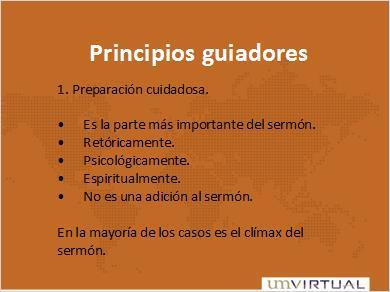 Principios guiadores
1. Preparación cuidadosa.
• Es la parte más importante del sermón.
• Retóricamente.
• Psicológicamente.
• Espiritualmente.
• No es una adición al sermón.
En la mayoría de los casos es el clímax del
sermón.
umVIRTUAL